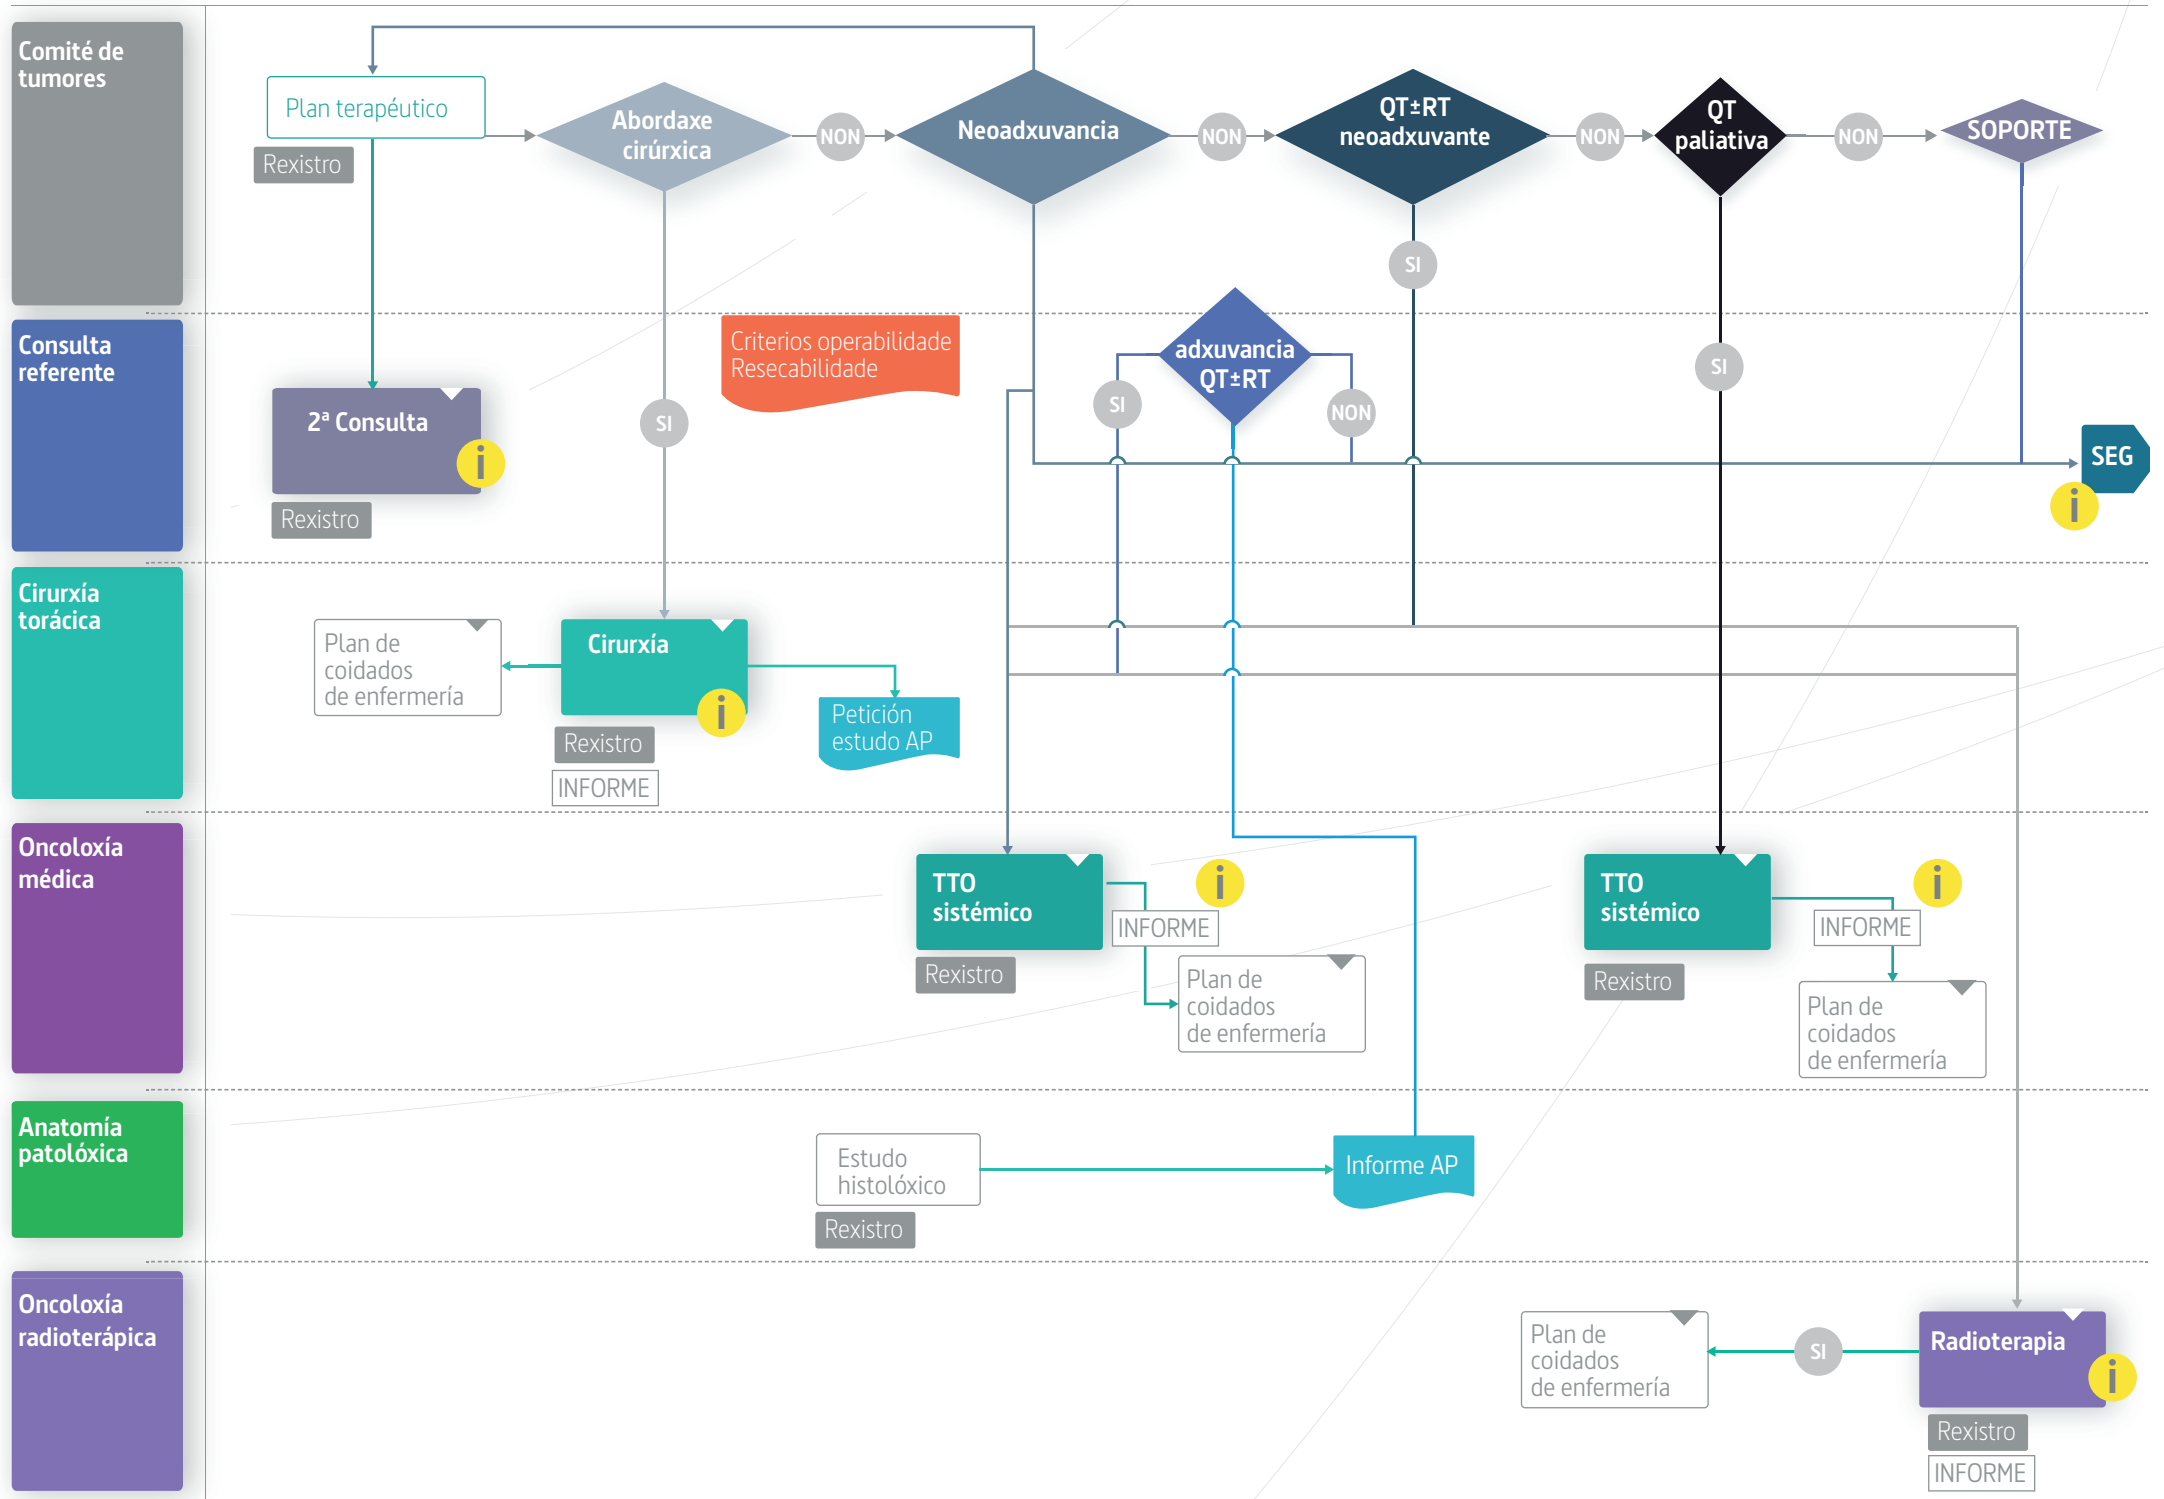 Comité de
tumores
Plan terapéutico
Rexistro
Abordaxe
cirúrxica
NON
Neoadxuvancia
NON
QT±RT
neoadxuvante
NON
QT
paliativa
NON
SOPORTE
SI
Consulta
referente
2ª Consulta
i
Rexistro
SI
Criterios operabilidade
Resecabilidade
adxuvancia
QT±RT
SI
NON
SI
SEG
i
Cirurxía
torácica
Plan de
coidados
de enfermería
Cirurxía
i
Rexistro
INFORME
Petición
estudo AP
Oncoloxía
médica
TTO
sistémico
Rexistro
i
INFORME
Plan de
coidados
de enfermería
TTO
sistémico
Rexistro
i
INFORME
Plan de
coidados
de enfermería
Anatomía
patolóxica
Estudo
histolóxico
Rexistro
Informe AP
Oncoloxía
radioterápica
Plan de
coidados
de enfermería
SI
Radioterapia
i
Rexistro
INFORME